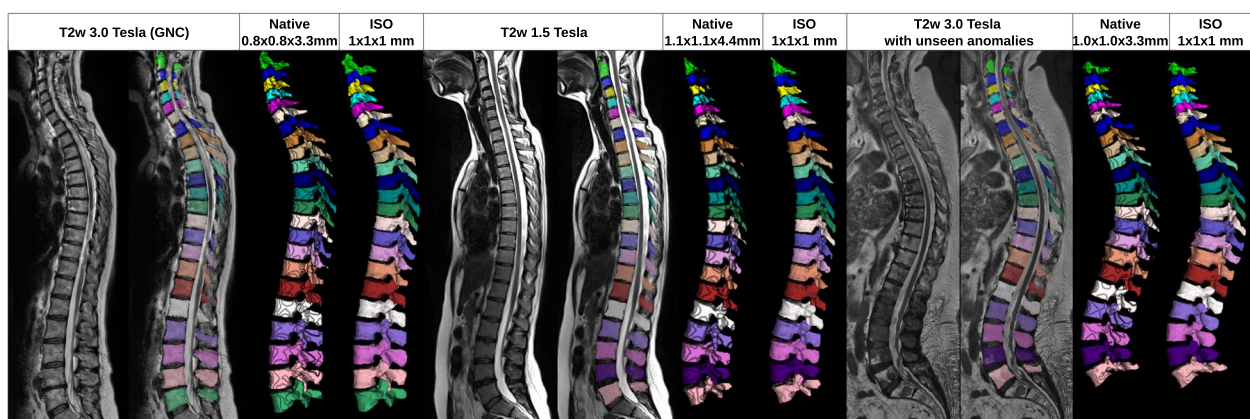 T2w 3.0 Tesla (GNC)
Native
0.8x0.8x3.3mm
ISO
1x1x1 mm
T2w 1.5 Tesla
Native
1.1x1.1x4.4mm
ISO
1x1x1 mm
T2w 3.0 Tesla
with unseen anomalies
Native
1.0x1.0x3.3mm
ISO
1x1x1 mm